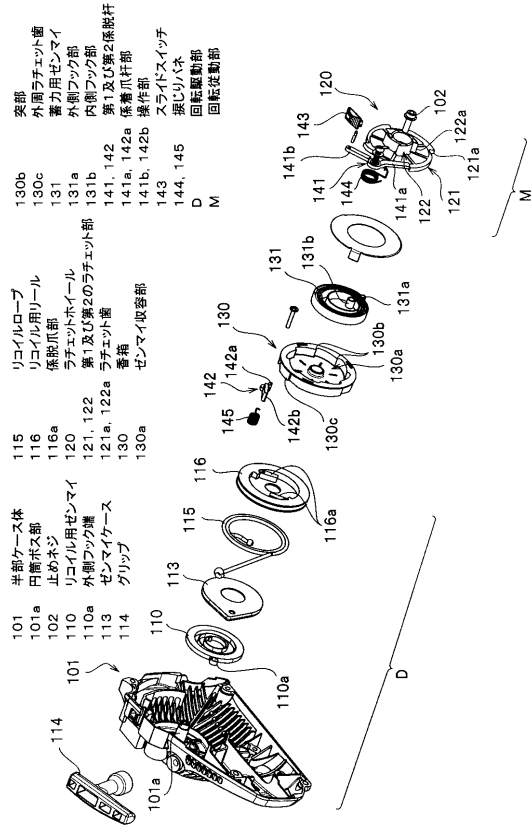 101 半部ケース体
101a 円筒ボス部
102 止めネジ
110 リコイル用ゼンマイ
110a 外側フック端
113 ゼンマイケース
114 グリップ
115 リコイルロープ
116 リコイル用リール
116a 係脱爪部
120 ラチェットホイール
121, 122 第1及び第2のラチェット部
121a, 122a ラチェット歯
130 香箱
130a ゼンマイ収容部
130b 突部
130c 外周ラチェット歯
131 蓄力用ゼンマイ
131a 外側フック部
131b 内側フック部
141, 142 第1及び第2係脱杆
141a, 142a 係着爪杆部
141b, 142b 操作部
143 スライドスイッチ
144, 145 捩じりバネ
D 回転駆動部
M 回転従動部
114
101
101a
110
110a
113
115
116
116a
D
145
142
142a
142b
130
130c
130b
130a
131
131b
131a
141b
141
144
141a
143
120
102
122a
121a
122
121
M